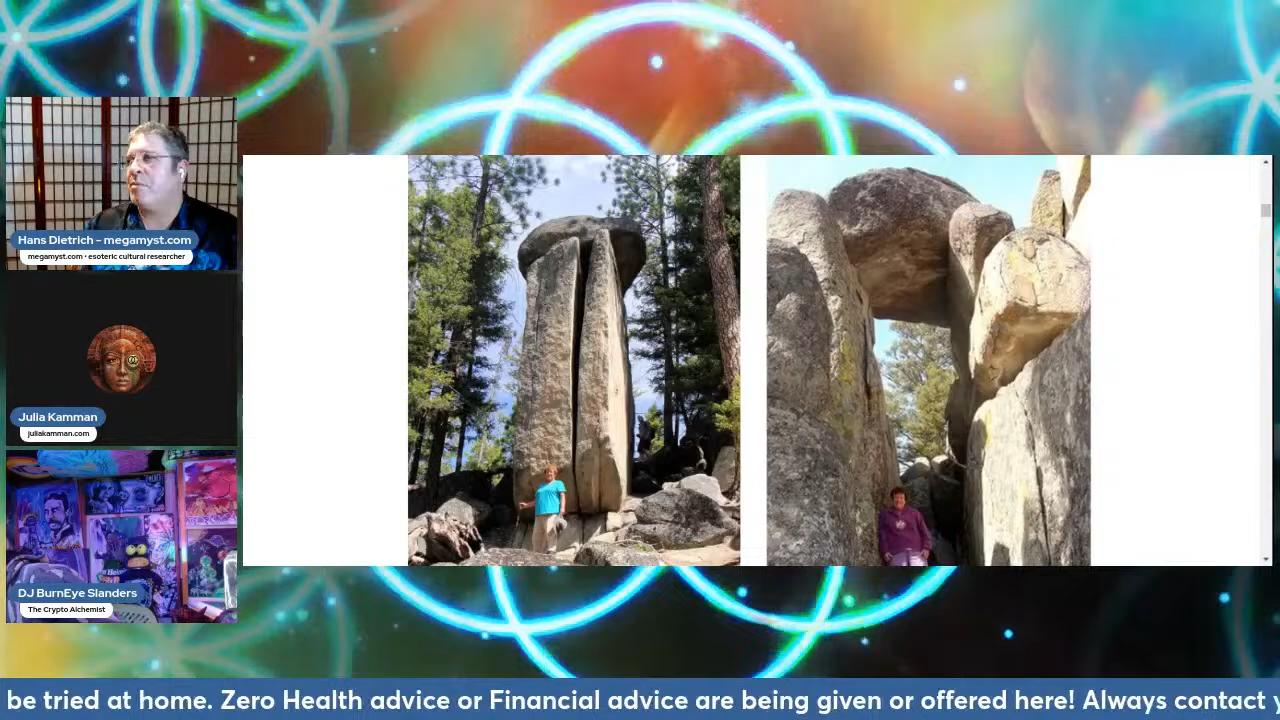 Hans Dietrich - megamyst.com
megamyst.com • esoteric cultural researcher
Julia Kamman
juliakamman.com
DJ BurnEye Slanders
The Crypto Alchemist
be tried at home. Zero Health advice or Financial advice are being given or offered here! Always contact